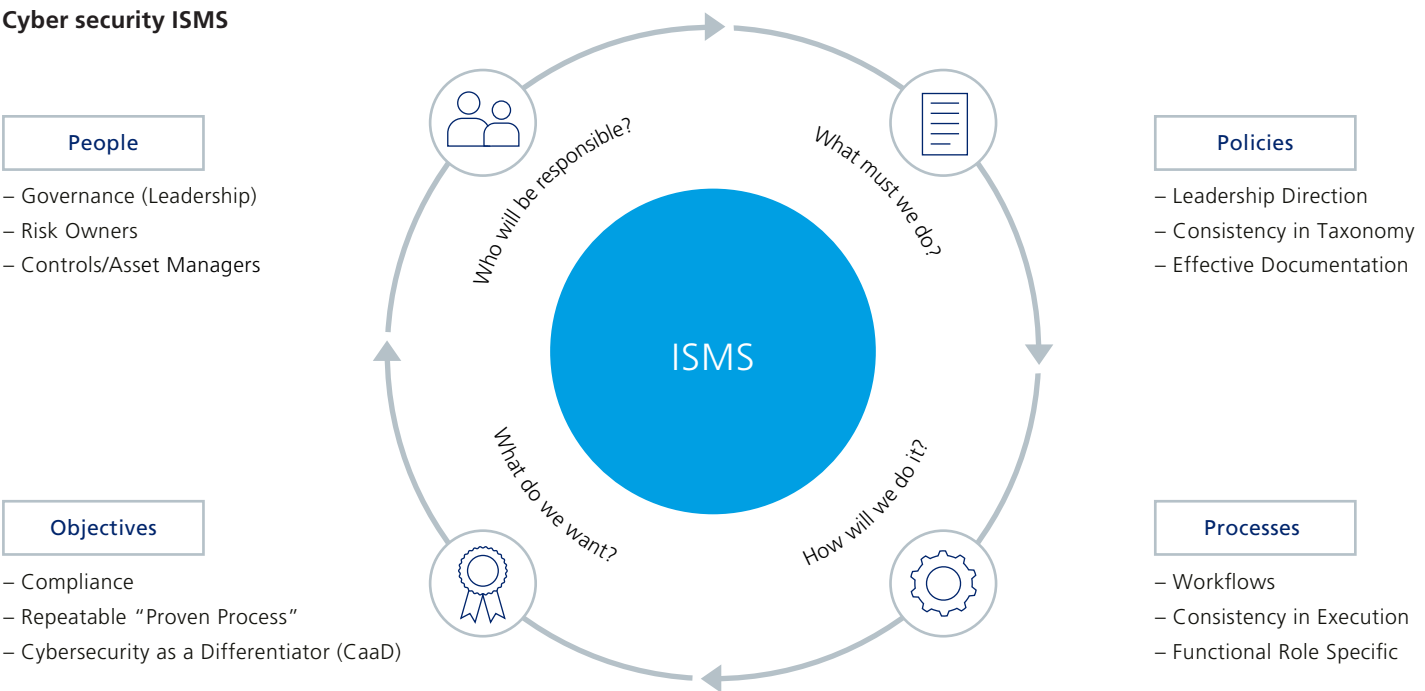 Cyber security ISMS
People
– Governance (Leadership)
– Risk Owners
– Controls/Asset Managers
Who will be responsible?
What must we do?
Policies
– Leadership Direction
– Consistency in Taxonomy
– Effective Documentation
ISMS
Objectives
– Compliance
– Repeatable “Proven Process”
– Cybersecurity as a Differentiator (CaaD)
What do we want?
How will we do it?
Processes
– Workflows
– Consistency in Execution
– Functional Role Specific